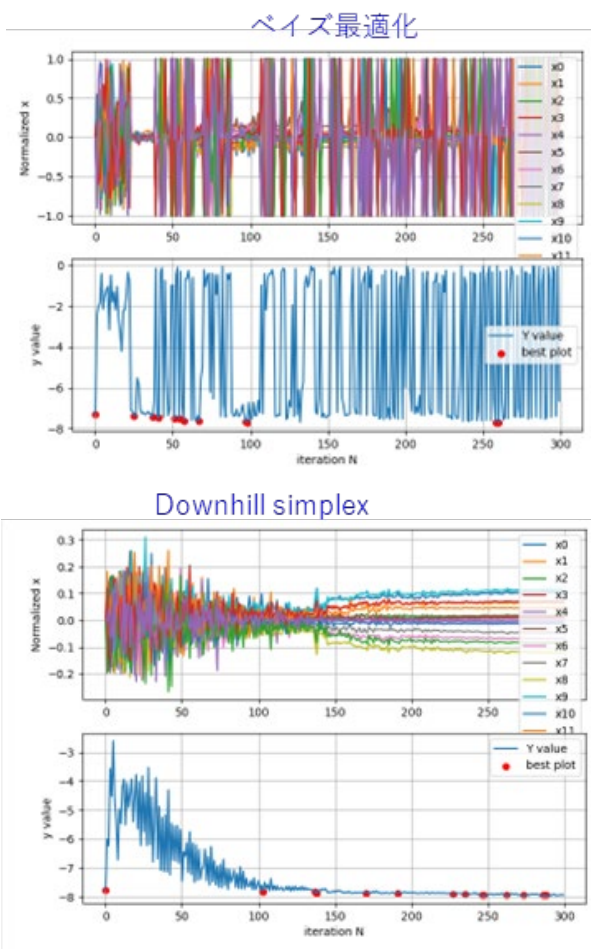 ベイズ最適化
1.0
0.5
0.0
−0.5
−1.0
Normalized x
0
50
100
150
200
250
x0
x1
x2
x3
x4
x5
x6
x7
x8
x9
x10
x11
0
−2
−4
−6
−8
y value
Y value
best plot
0
50
100
150
200
250
300
iteration N
Downhill simplex
0.3
0.2
0.1
0.0
−0.1
−0.2
Normalized x
0
50
100
150
200
250
x0
x1
x2
x3
x4
x5
x6
x7
x8
x9
x10
x11
−3
−4
−5
−6
−7
−8
y value
Y value
best plot
0
50
100
150
200
250
300
iteration N